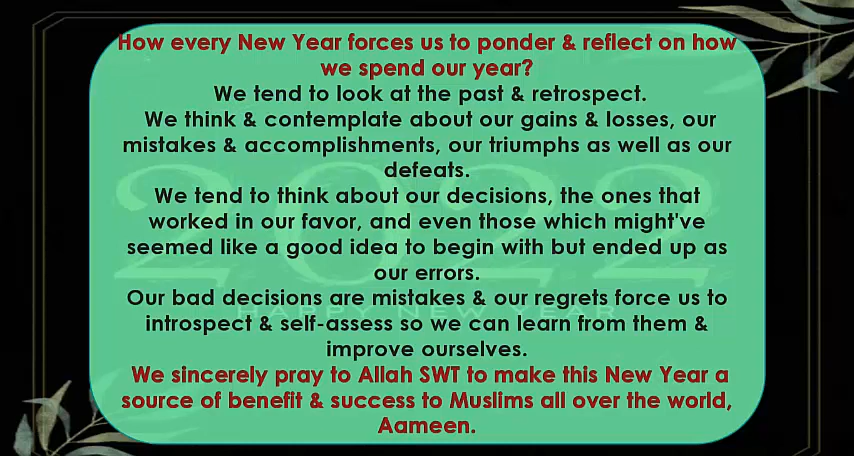 How every New Year forces us to ponder & reflect on how
we spend our year?
We tend to look at the past & retrospect.
We think & contemplate about our gains & losses, our
mistakes & accomplishments, our triumphs as well as our
defeats.
We tend to think about our decisions, the ones that
worked in our favor, and even those which might've
seemed like a good idea to begin with but ended up as
our errors.
Our bad decisions are mistakes & our regrets force us to
introspect & self-assess so we can learn from them &
improve ourselves.
We sincerely pray to Allah SWT to make this New Year a
source of benefit & success to Muslims all over the world,
Aameen.
2022
HAPPY NEW YEAR